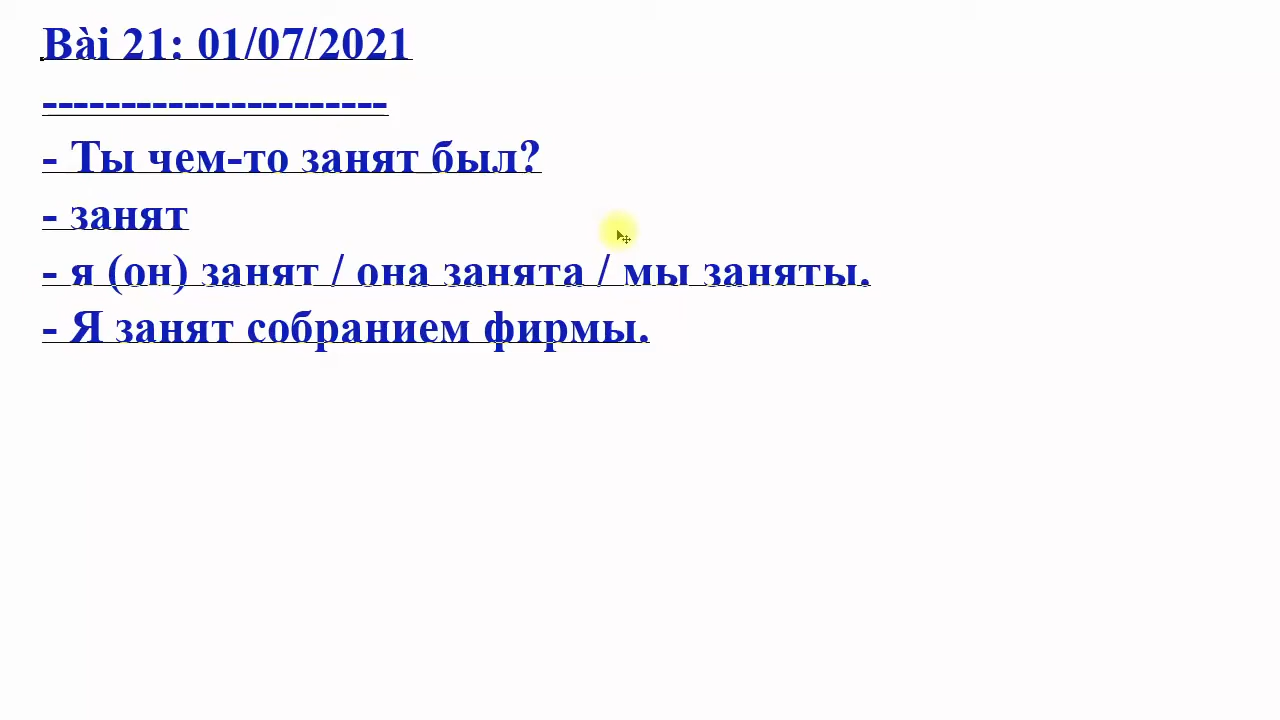 Bài 21: 01/07/2021
----------------------
- Ты чем-то занят был?
- занят
- я (он) занят / она занята / мы заняты.
- Я занят собранием фирмы.